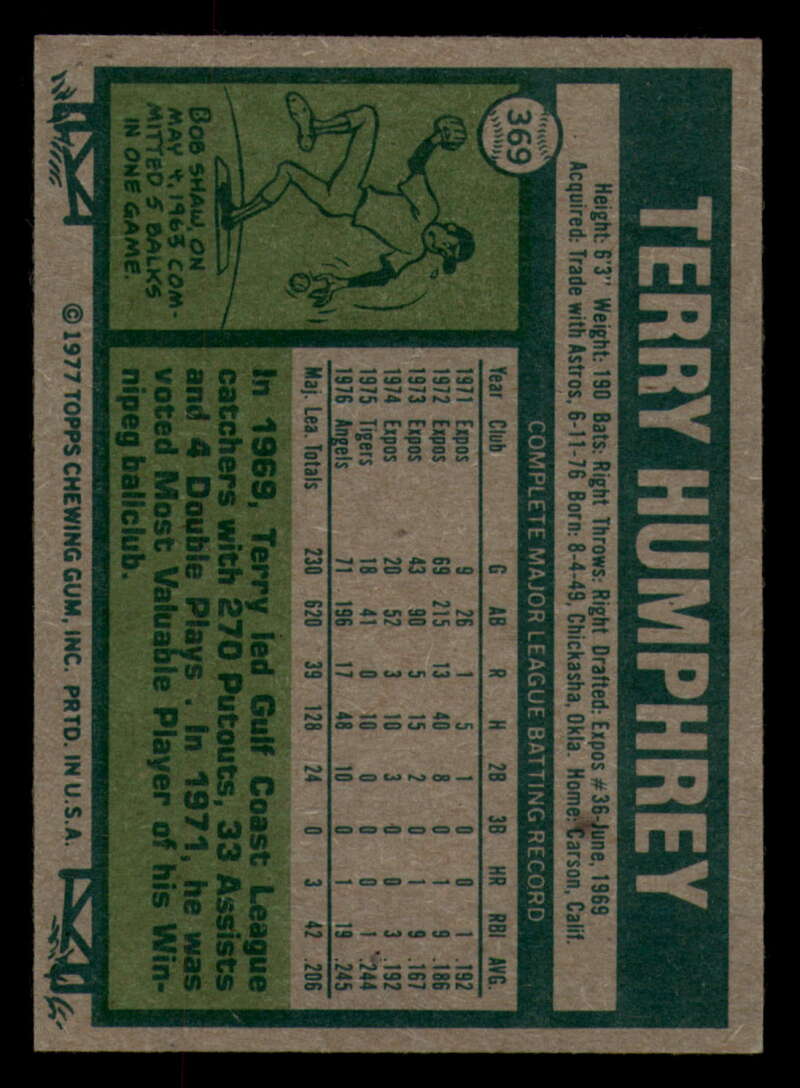 TERRY HUMPHREY
369
Height: 6'3" Weight: 190 Bats: Right Throws: Right Drafted: Expos #36-June, 1969
Acquired: Trade with Astros, 6-11-76 Born: 8-4-49, Chickasha, Okla. Home: Carson, Calif.
COMPLETE MAJOR LEAGUE BATTING RECORD
Year Club G AB R H 2B 3B HR RBI AVG.
1971 Expos 9 26 1 5 1 0 0 1 .192
1972 Expos 69 215 13 40 8 0 1 9 .186
1973 Expos 43 90 5 15 2 0 1 9 .167
1974 Expos 20 52 3 10 3 0 0 3 .192
1975 Tigers 18 41 0 10 0 0 0 1 .244
1976 Angels 71 196 17 48 10 0 1 19 .245
Maj. Lea. Totals 230 620 39 128 24 0 3 42 .206
BOB SHAW, ON
MAY 4, 1963 COM-
MITTED 5 BALKS
IN ONE GAME.
In 1969, Terry led Gulf Coast League
catchers with 270 Putouts, 33 Assists
and 4 Double Plays . In 1971, he was
voted Most Valuable Player of his Win-
nipeg ballclub.
© 1977 TOPPS CHEWING GUM, INC. PRTD. IN U.S.A.